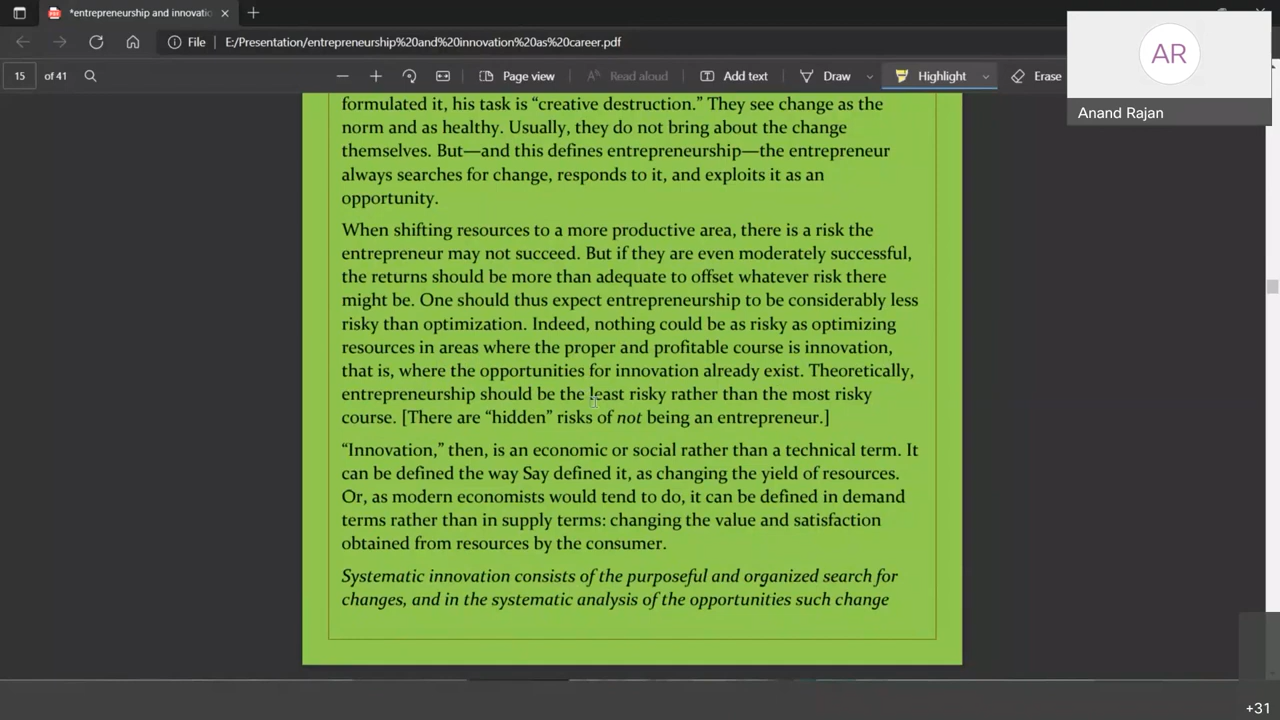 *entrepreneurship and innovatio
File
E:/Presentation/entrepreneurship%20and%20innovation%20as%20career.pdf
AR
Anand Rajan
15 of 41
Page view
Read aloud
Add text
Draw
Highlight
Erase
formulated it, his task is “creative destruction.” They see change as the
norm and as healthy. Usually, they do not bring about the change
themselves. But—and this defines entrepreneurship—the entrepreneur
always searches for change, responds to it, and exploits it as an
opportunity.
When shifting resources to a more productive area, there is a risk the
entrepreneur may not succeed. But if they are even moderately successful,
the returns should be more than adequate to offset whatever risk there
might be. One should thus expect entrepreneurship to be considerably less
risky than optimization. Indeed, nothing could be as risky as optimizing
resources in areas where the proper and profitable course is innovation,
that is, where the opportunities for innovation already exist. Theoretically,
entrepreneurship should be the least risky rather than the most risky
course. [There are “hidden” risks of not being an entrepreneur.]
“Innovation,” then, is an economic or social rather than a technical term. It
can be defined the way Say defined it, as changing the yield of resources.
Or, as modern economists would tend to do, it can be defined in demand
terms rather than in supply terms: changing the value and satisfaction
obtained from resources by the consumer.
Systematic innovation consists of the purposeful and organized search for
changes, and in the systematic analysis of the opportunities such change
+31